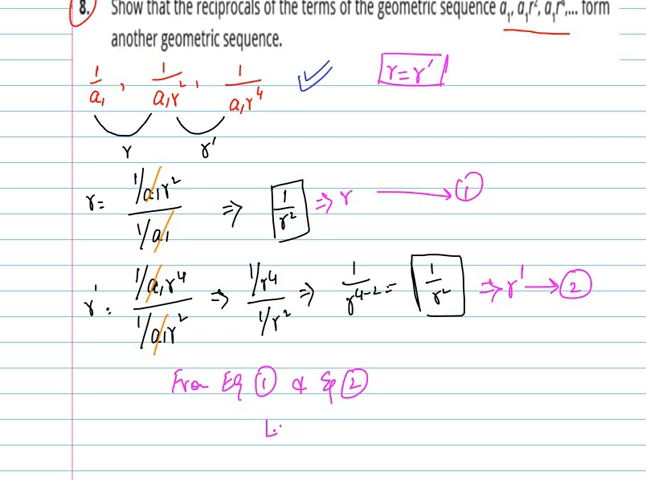 8. Show that the reciprocals of the terms of the geometric sequence a₁, a₁r², a₁r⁴,... form
another geometric sequence.
1/a₁ , 1/a₁r² , 1/a₁r⁴ r = r'
r r'
r = (1/a₁r²)/(1/a₁) ⇒ 1/r² ⇒ r → ①
r' = (1/a₁r⁴)/(1/a₁r²) ⇒ (1/r⁴)/(1/r²) ⇒ 1/r⁴⁻² = 1/r² ⇒ r' → ②
From Eq ① & Eq ②